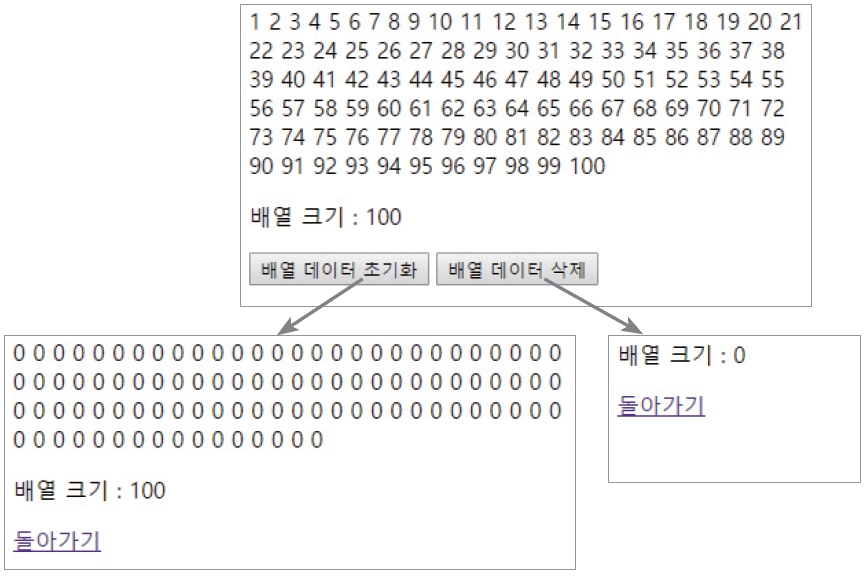 1 2 3 4 5 6 7 8 9 10 11 12 13 14 15 16 17 18 19 20 21
22 23 24 25 26 27 28 29 30 31 32 33 34 35 36 37 38
39 40 41 42 43 44 45 46 47 48 49 50 51 52 53 54 55
56 57 58 59 60 61 62 63 64 65 66 67 68 69 70 71 72
73 74 75 76 77 78 79 80 81 82 83 84 85 86 87 88 89
90 91 92 93 94 95 96 97 98 99 100
배열 크기 : 100
배열 데이터 초기화 배열 데이터 삭제
0 0 0 0 0 0 0 0 0 0 0 0 0 0 0 0 0 0 0 0 0 0 0 0 0 0 0 0
0 0 0 0 0 0 0 0 0 0 0 0 0 0 0 0 0 0 0 0 0 0 0 0 0 0 0 0
0 0 0 0 0 0 0 0 0 0 0 0 0 0 0 0 0 0 0 0 0 0 0 0 0 0 0 0
0 0 0 0 0 0 0 0 0 0 0 0 0 0 0 0
배열 크기 : 100
돌아가기
배열 크기 : 0
돌아가기